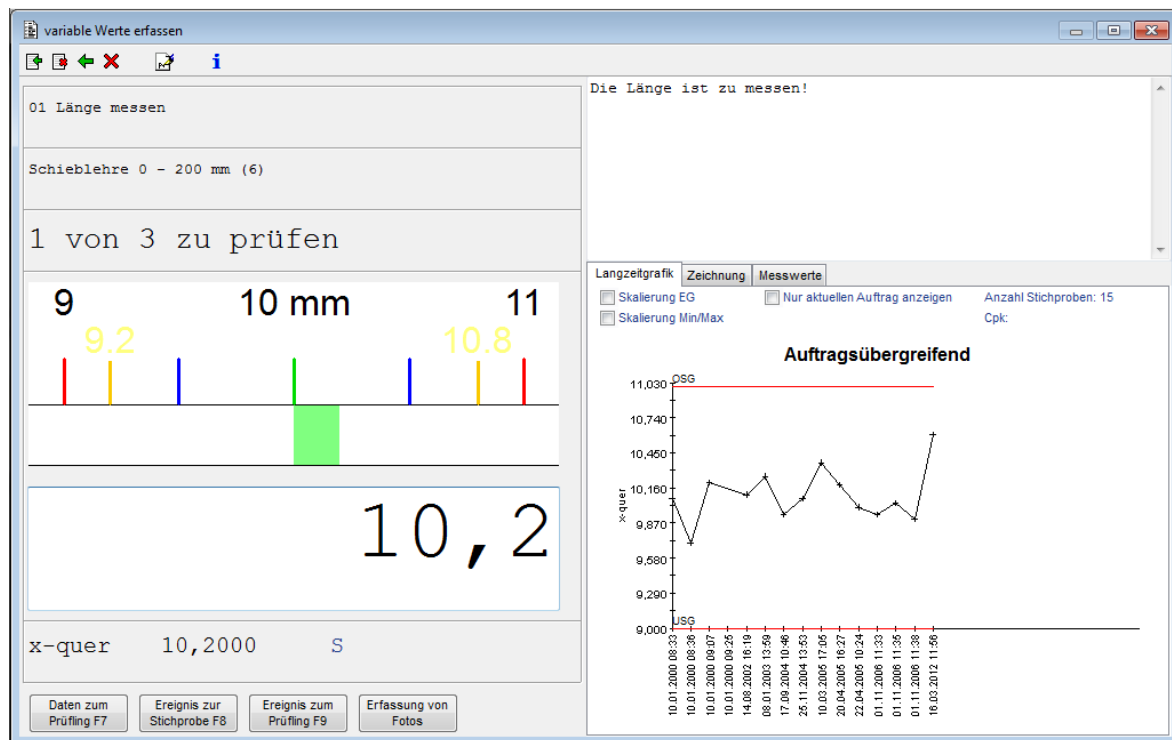 variable Werte erfassen
i
01 Länge messen
Schieblehre 0 - 200 mm (6)
1 von 3 zu prüfen
9 10 mm 11
9.2 10.8
10,2
x-quer 10,2000 S
Daten zum Prüfling F7
Ereignis zur Stichprobe F8
Ereignis zum Prüfling F9
Erfassung von Fotos
Die Länge ist zu messen!
Langzeitgrafik Zeichnung Messwerte
Skalierung EG Nur aktuellen Auftrag anzeigen Anzahl Stichproben: 15
Skalierung Min/Max Cpk:
Auftragsübergreifend
OSG
11,030
10,740
10,450
10,160
9,870
9,580
9,290
9,000
x-quer
USG
10.01.2000 08:33
10.01.2000 08:36
10.01.2000 09:07
10.01.2000 09:25
14.08.2002 16:19
08.01.2003 13:59
17.09.2004 10:46
25.11.2004 13:53
10.03.2005 17:05
20.04.2005 16:27
22.04.2005 10:24
01.11.2006 11:33
01.11.2006 11:35
01.11.2006 11:38
16.03.2012 11:56